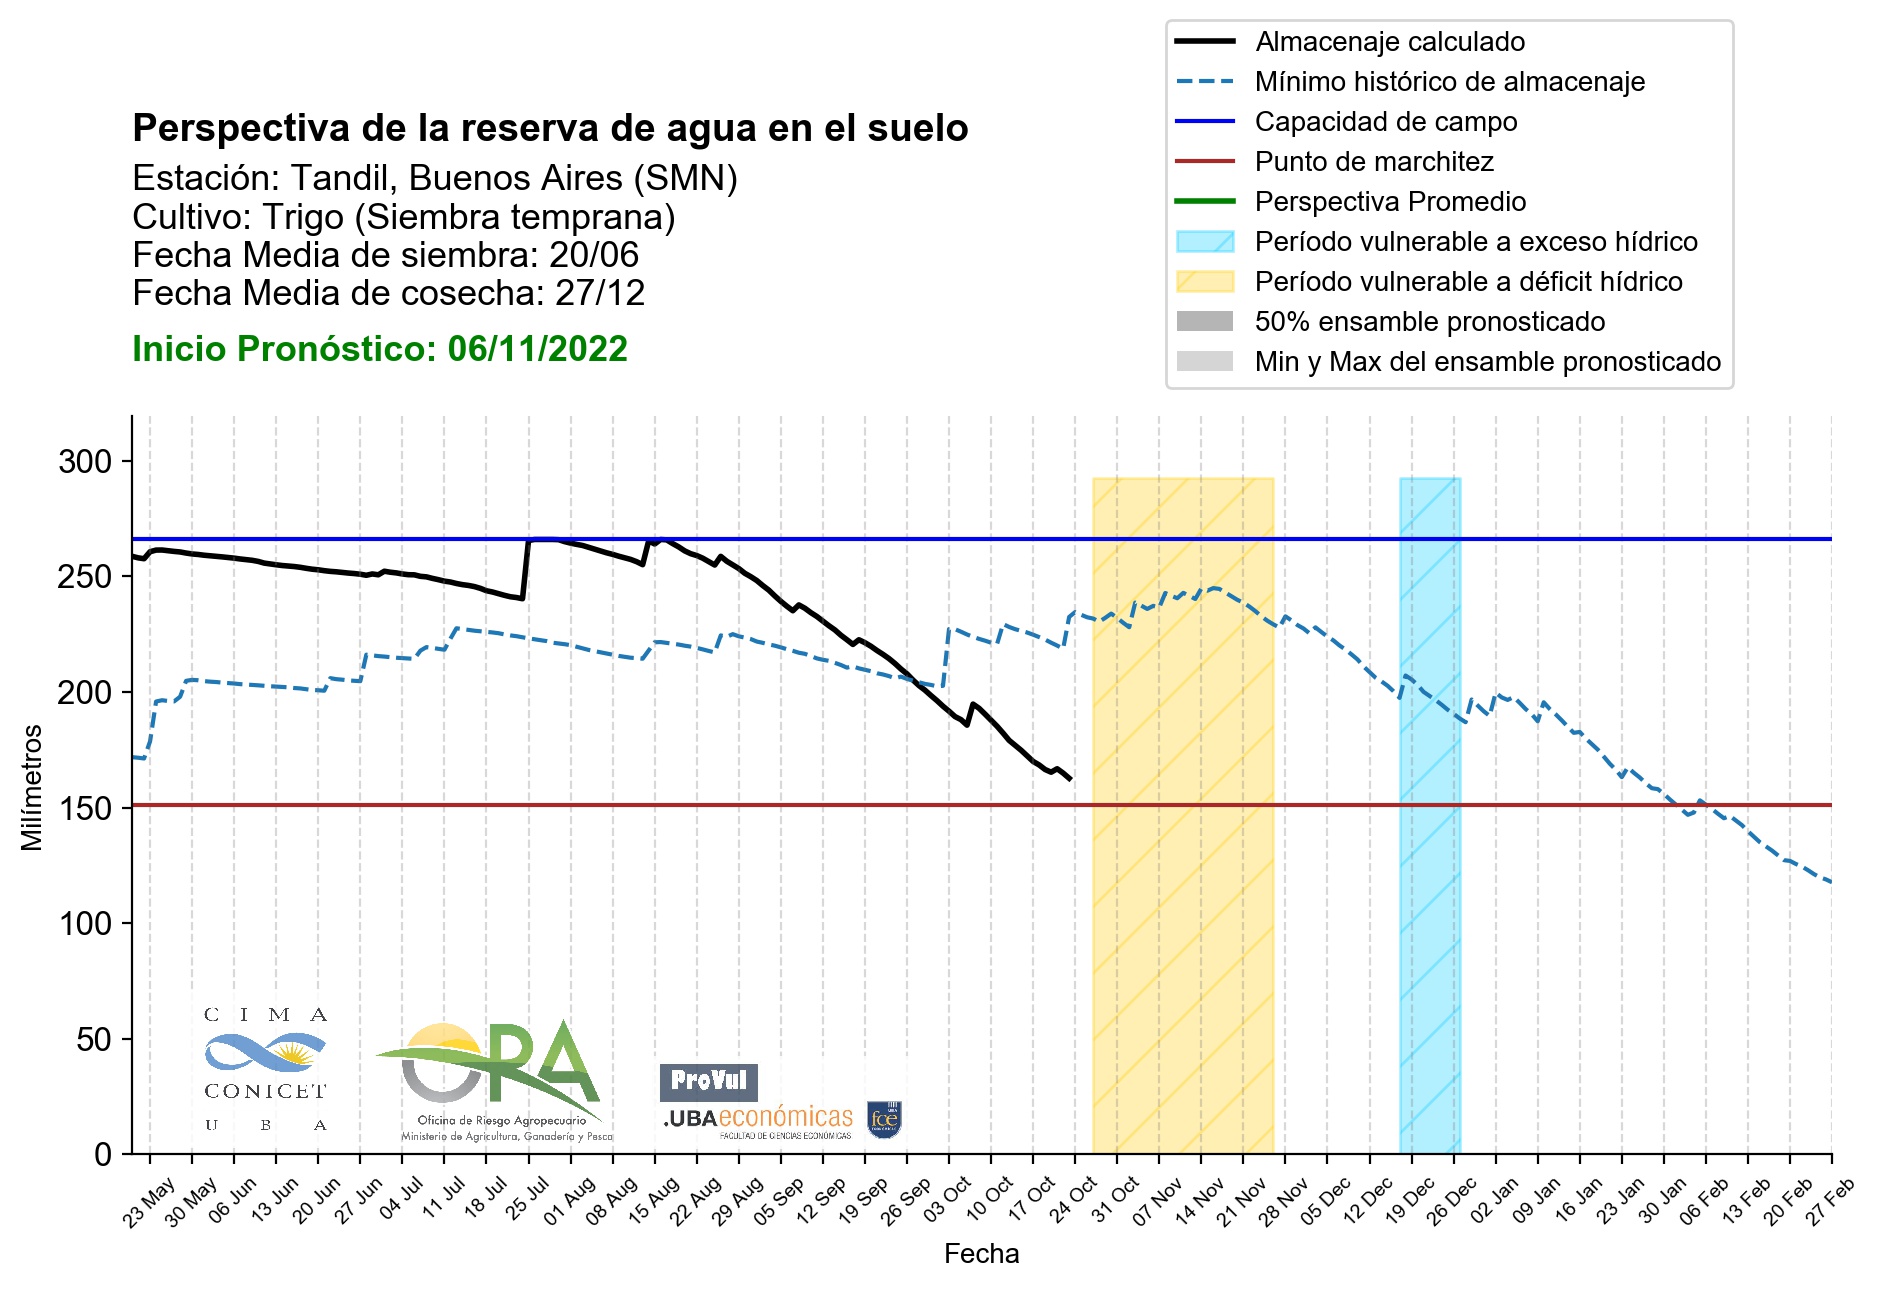 Almacenaje calculado
Mínimo histórico de almacenaje
Capacidad de campo
Punto de marchitez
Perspectiva Promedio
Período vulnerable a exceso hídrico
Período vulnerable a déficit hídrico
50% ensamble pronosticado
Min y Max del ensamble pronosticado
Perspectiva de la reserva de agua en el suelo
Estación: Tandil, Buenos Aires (SMN)
Cultivo: Trigo (Siembra temprana)
Fecha Media de siembra: 20/06
Fecha Media de cosecha: 27/12
Inicio Pronóstico: 06/11/2022
Milímetros
300
250
200
150
100
50
0
C I M A
CONICET
U B A
ORA
Oficina de Riesgo Agropecuario
Ministerio de Agricultura, Ganadería y Pesca
ProVul
.UBAeconómicas
FACULTAD DE CIENCIAS ECONÓMICAS
fce
23 May
30 May
06 Jun
13 Jun
20 Jun
27 Jun
04 Jul
11 Jul
18 Jul
25 Jul
01 Aug
08 Aug
15 Aug
22 Aug
29 Aug
05 Sep
12 Sep
19 Sep
26 Sep
03 Oct
10 Oct
17 Oct
24 Oct
31 Oct
07 Nov
14 Nov
21 Nov
28 Nov
05 Dec
12 Dec
19 Dec
26 Dec
02 Jan
09 Jan
16 Jan
23 Jan
30 Jan
06 Feb
13 Feb
20 Feb
27 Feb
Fecha